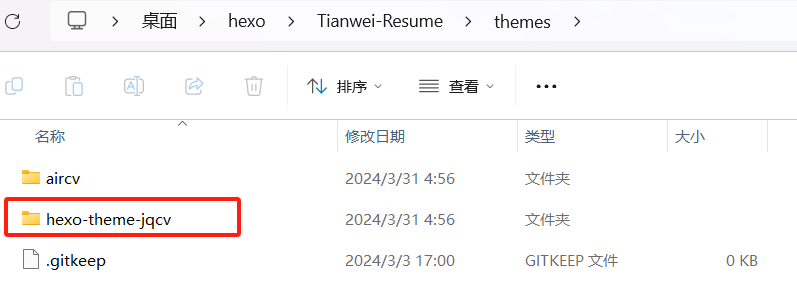 桌面 hexo Tianwei-Resume themes
排序 查看
名称 修改日期 类型 大小
aircv 2024/3/31 4:56 文件夹
hexo-theme-jqcv 2024/3/31 4:56 文件夹
.gitkeep 2024/3/3 17:00 GITKEEP 文件 0 KB